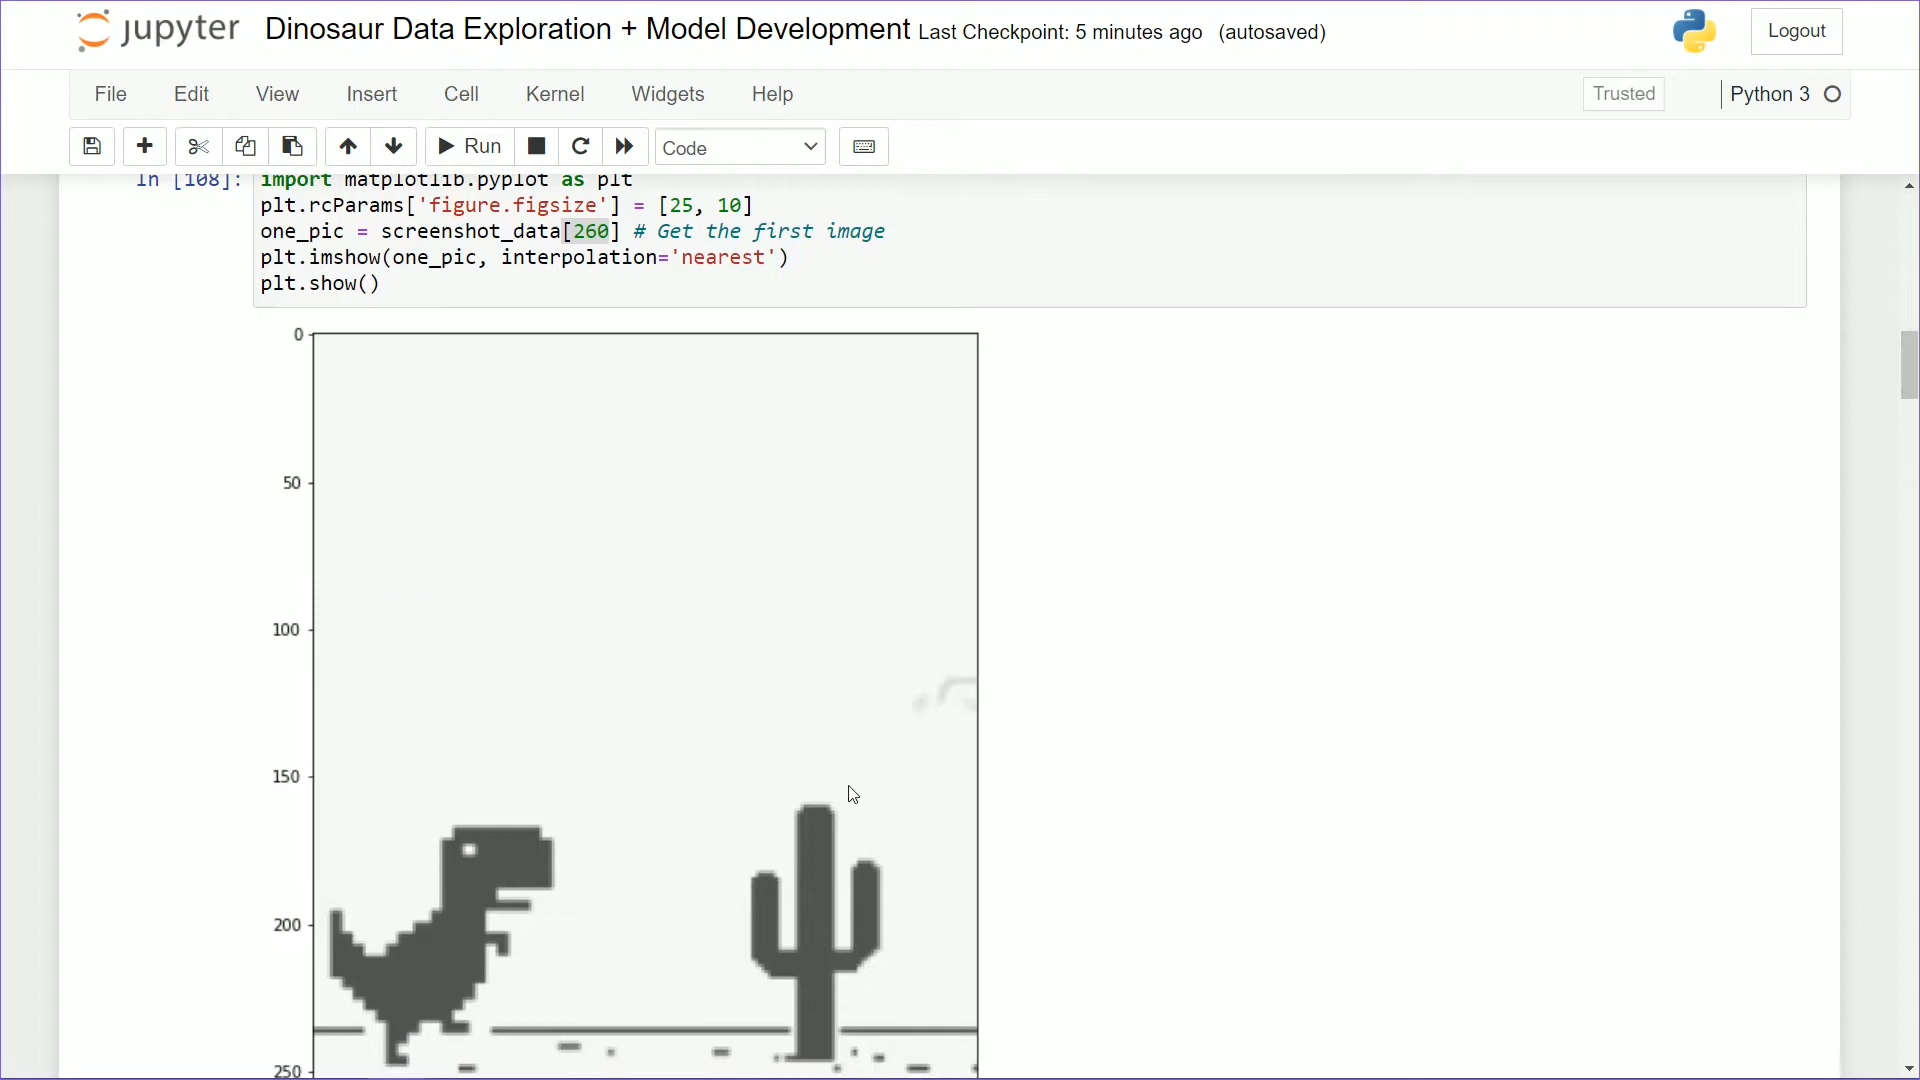 jupyter Dinosaur Data Exploration + Model Development Last Checkpoint: 5 minutes ago (autosaved) Logout
File Edit View Insert Cell Kernel Widgets Help Trusted Python 3
Run Code
In [108]: import matplotlib.pyplot as plt
plt.rcParams['figure.figsize'] = [25, 10]
one_pic = screenshot_data[260] # Get the first image
plt.imshow(one_pic, interpolation='nearest')
plt.show()
0
50
100
150
200
250